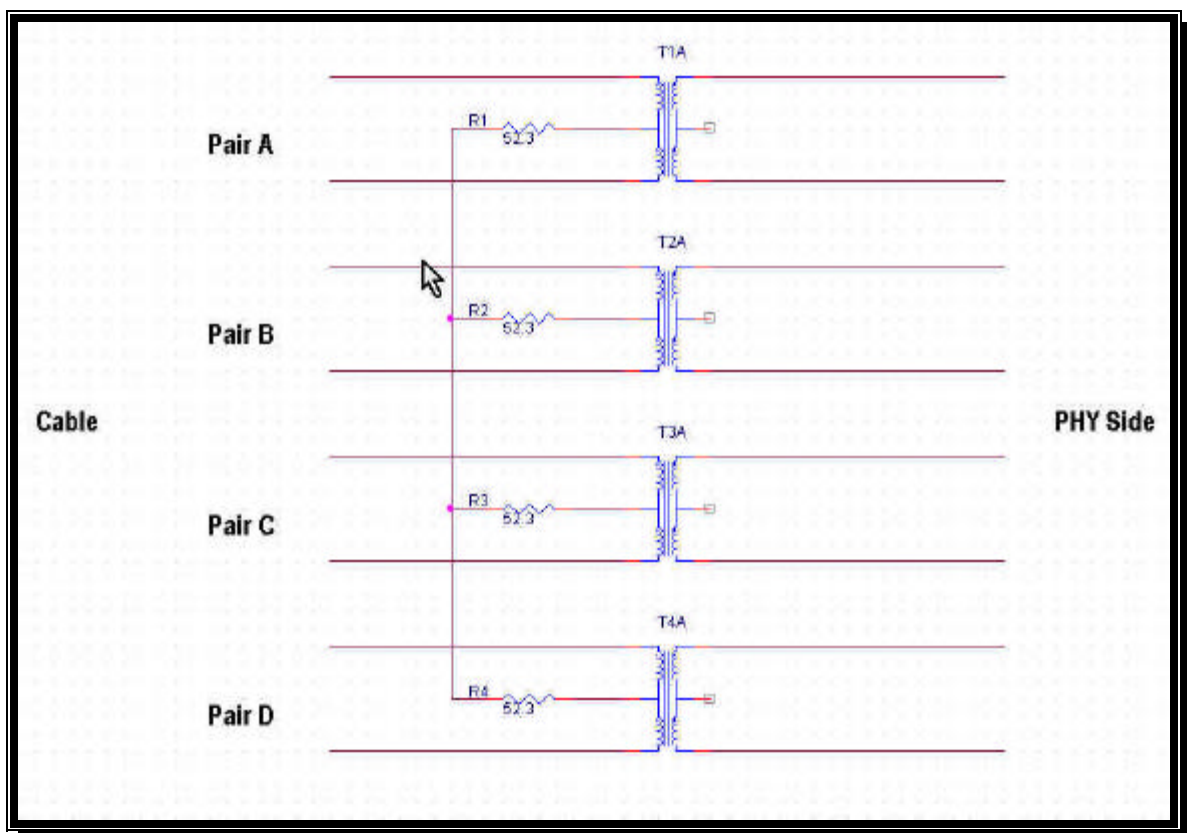 T1A
R1
52.3
Pair A
T2A
R2
52.3
Pair B
Cable
PHY Side
T3A
R3
52.3
Pair C
T4A
R4
52.3
Pair D